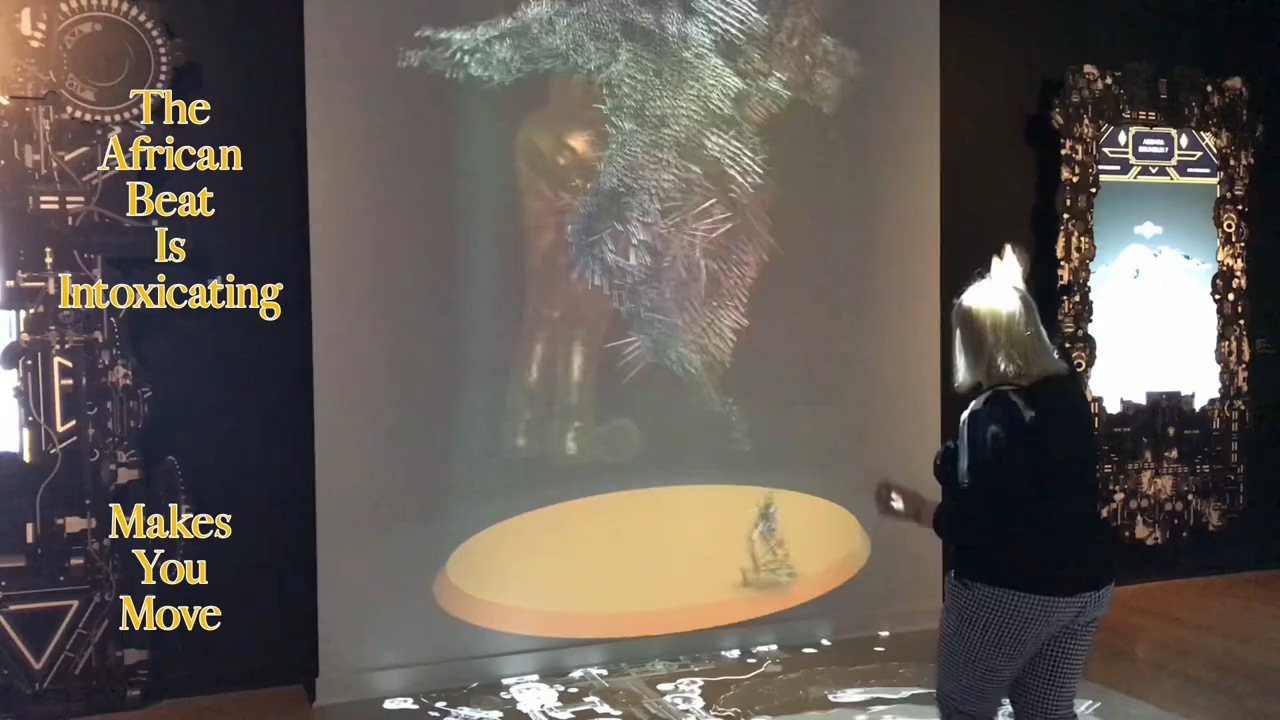 The
African
Beat
Is
Intoxicating
Makes
You
Move